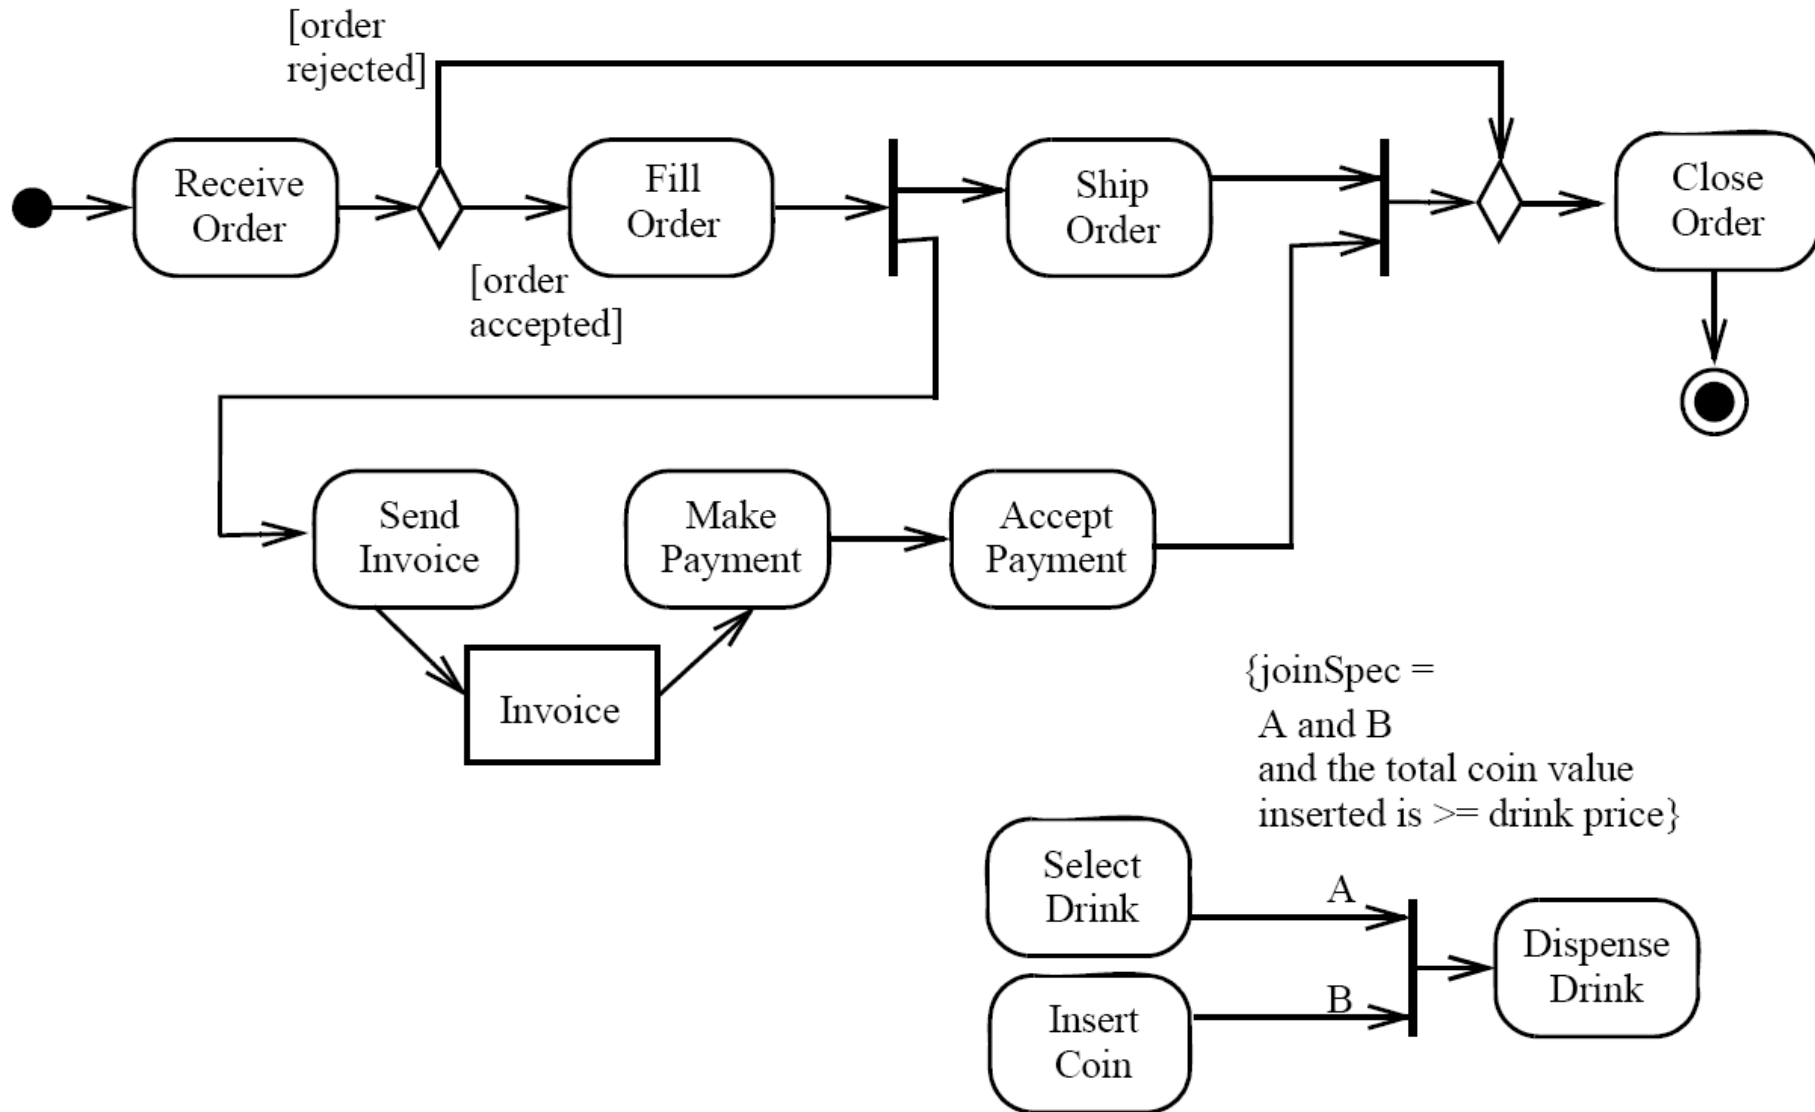 [order
rejected]
Receive
Order
Fill
Order
Ship
Order
Close
Order
[order
accepted]
Send
Invoice
Make
Payment
Accept
Payment
Invoice
{joinSpec =
A and B
and the total coin value
inserted is >= drink price}
Select
Drink
A
Dispense
Drink
B
Insert
Coin